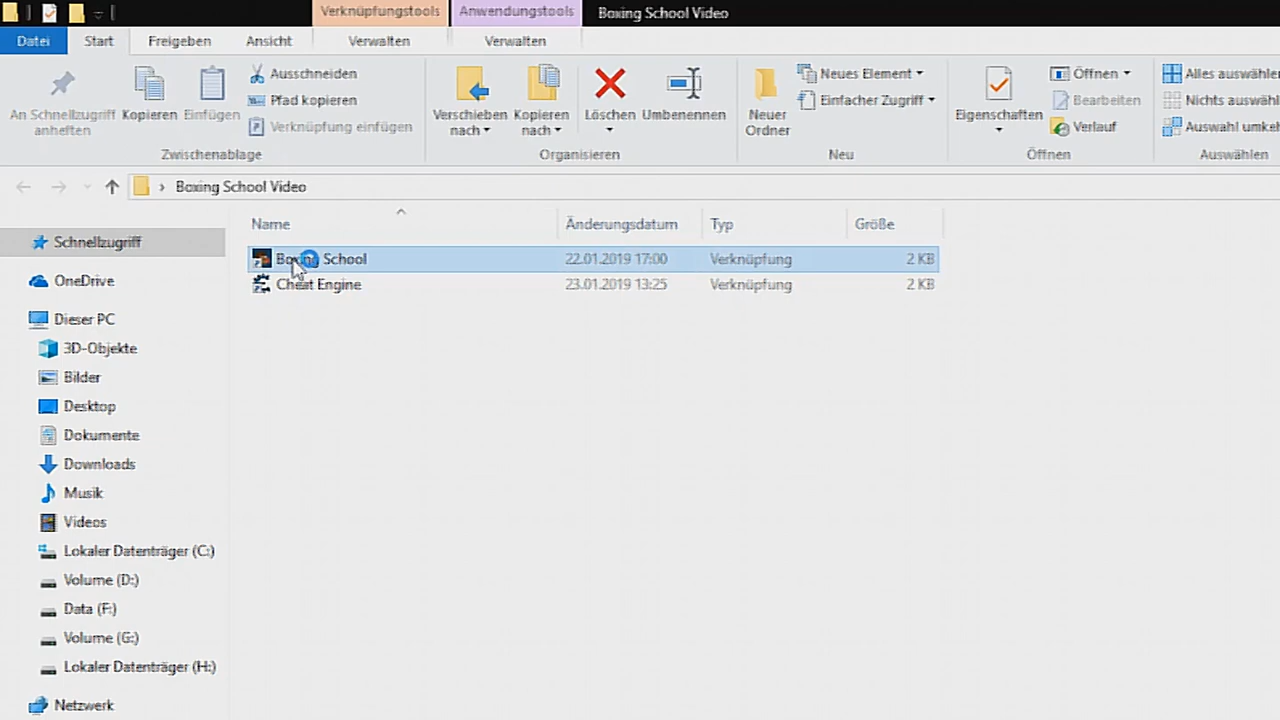 Verknüpfungstools Anwendungstools Boxing School Video
Datei Start Freigeben Ansicht Verwalten Verwalten
An Schnellzugriff anheften
Kopieren
Einfügen
Ausschneiden
Pfad kopieren
Verknüpfung einfügen
Zwischenablage
Verschieben nach
Kopieren nach
Löschen
Umbenennen
Organisieren
Neuer Ordner
Neues Element
Einfacher Zugriff
Neu
Eigenschaften
Öffnen
Bearbeiten
Verlauf
Öffnen
Alles auswählen
Nichts auswähl
Auswahl umke
Auswählen
Boxing School Video
Name Änderungsdatum Typ Größe
Boxing School 22.01.2019 17:00 Verknüpfung 2 KB
Cheat Engine 23.01.2019 13:25 Verknüpfung 2 KB
Schnellzugriff
OneDrive
Dieser PC
3D-Objekte
Bilder
Desktop
Dokumente
Downloads
Musik
Videos
Lokaler Datenträger (C:)
Volume (D:)
Data (F:)
Volume (G:)
Lokaler Datenträger (H:)
Netzwerk